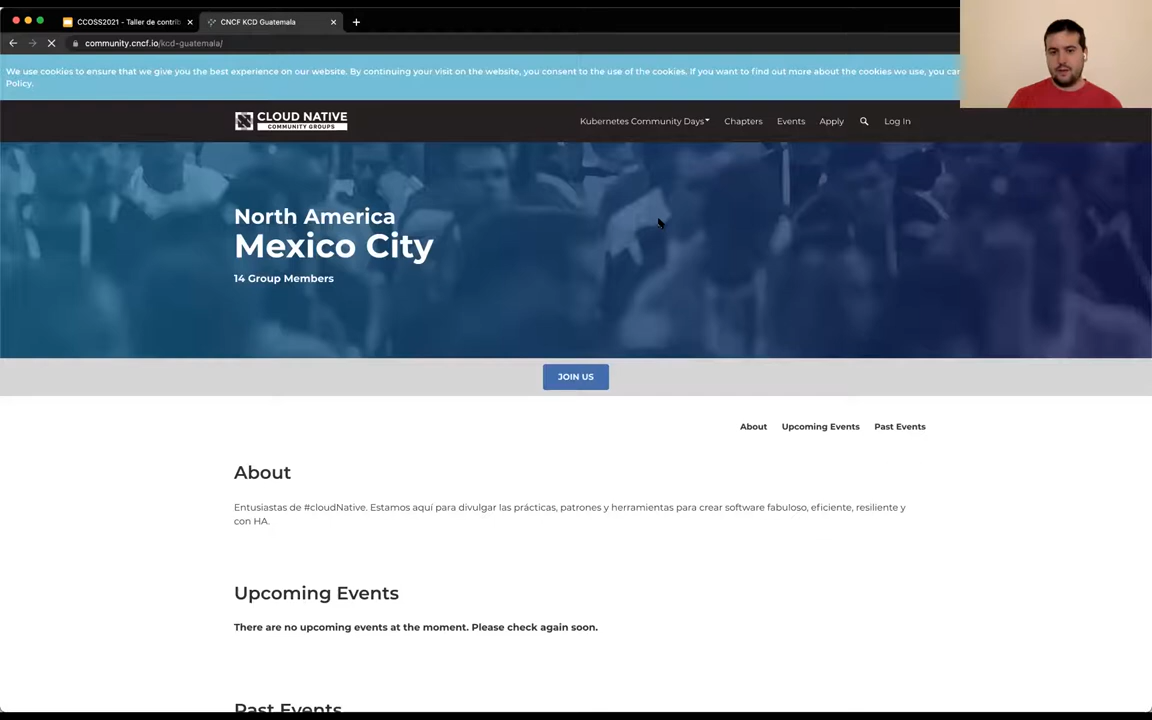 CCOSS2021 - Taller de contrib
CNCF KCD Guatemala
community.cncf.io/kcd-guatemala/
We use cookies to ensure that we give you the best experience on our website. By continuing your visit on the website, you consent to the use of the cookies. If you want to find out more about the cookies we use, you can
Policy.
CLOUD NATIVE
COMMUNITY GROUPS
Kubernetes Community Days
Chapters
Events
Apply
Log In
North America
Mexico City
14 Group Members
JOIN US
About
Upcoming Events
Past Events
About
Entusiastas de #cloudNative. Estamos aquí para divulgar las prácticas, patrones y herramientas para crear software fabuloso, eficiente, resiliente y
con HA.
Upcoming Events
There are no upcoming events at the moment. Please check again soon.
Past Events